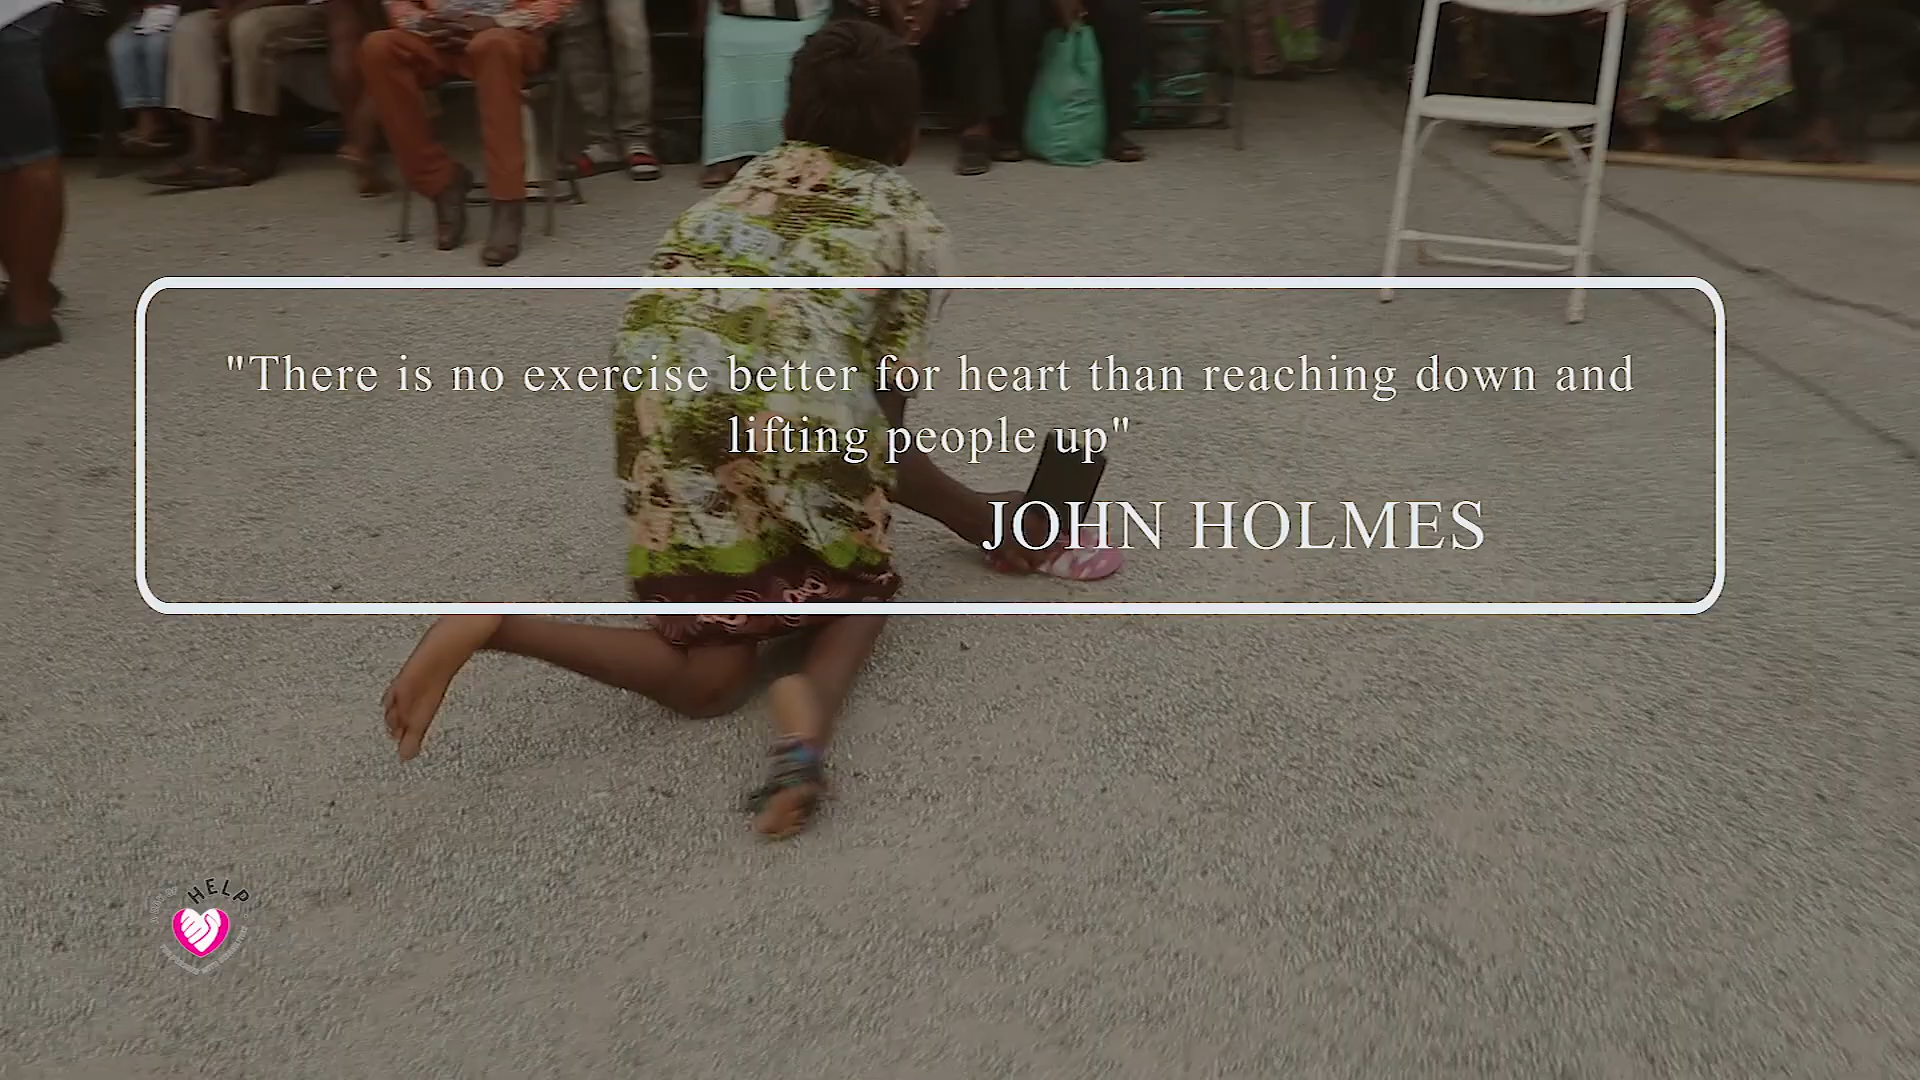 "There is no exercise better for heart than reaching down and
lifting people up"
JOHN HOLMES
HELP